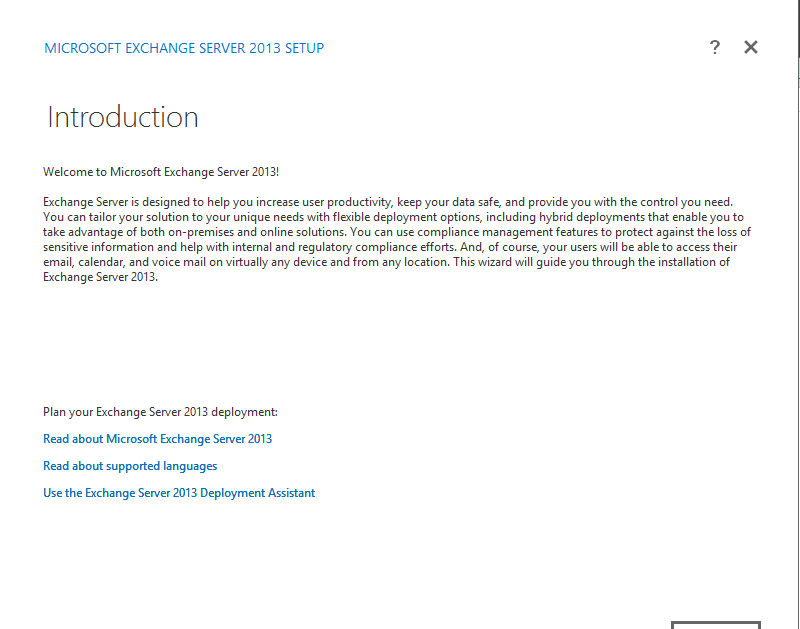 MICROSOFT EXCHANGE SERVER 2013 SETUP
?
Introduction
Welcome to Microsoft Exchange Server 2013!
Exchange Server is designed to help you increase user productivity, keep your data safe, and provide you with the control you need.
You can tailor your solution to your unique needs with flexible deployment options, including hybrid deployments that enable you to
take advantage of both on-premises and online solutions. You can use compliance management features to protect against the loss of
sensitive information and help with internal and regulatory compliance efforts. And, of course, your users will be able to access their
email, calendar, and voice mail on virtually any device and from any location. This wizard will guide you through the installation of
Exchange Server 2013.
Plan your Exchange Server 2013 deployment:
Read about Microsoft Exchange Server 2013
Read about supported languages
Use the Exchange Server 2013 Deployment Assistant